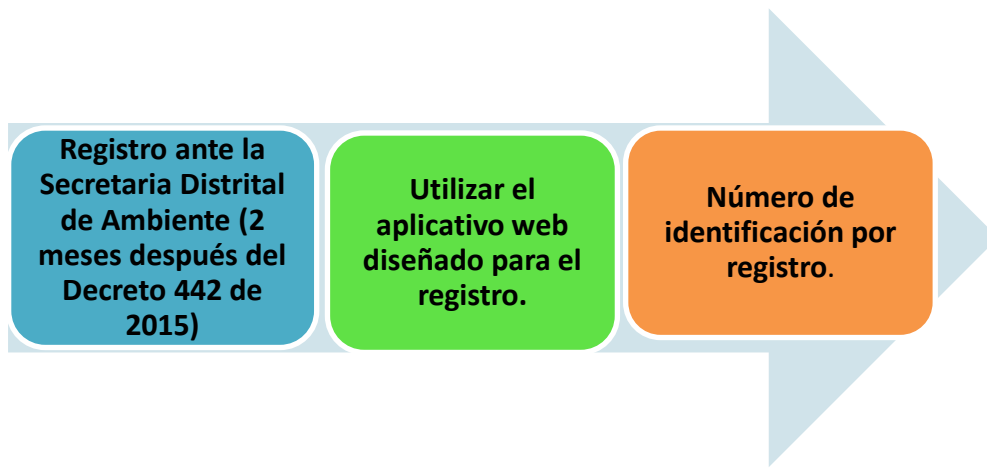 Registro ante la
Secretaria Distrital
de Ambiente (2
meses después del
Decreto 442 de
2015)
Utilizar el
aplicativo web
diseñado para el
registro.
Número de
identificación por
registro.